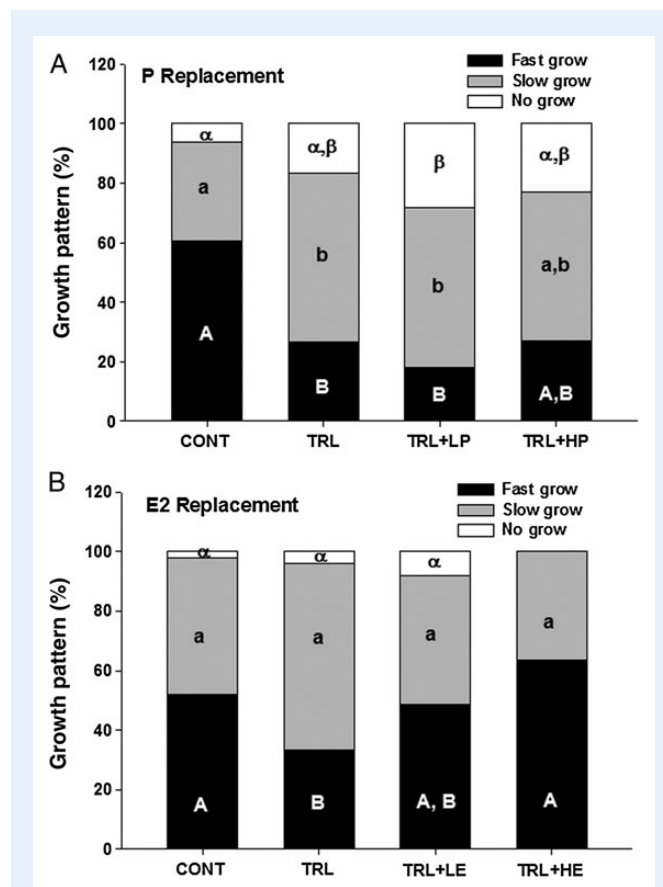 A
P Replacement
Fast grow
Slow grow
No grow
Growth pattern (%)
120
100
80
60
40
20
0
α
a
A
α,β
b
B
β
b
B
α,β
a,b
A,B
CONT
TRL
TRL+LP
TRL+HP
B
E2 Replacement
Fast grow
Slow grow
No grow
Growth pattern (%)
120
100
80
60
40
20
0
α
a
A
α
a
B
α
a
A, B
a
A
CONT
TRL
TRL+LE
TRL+HE